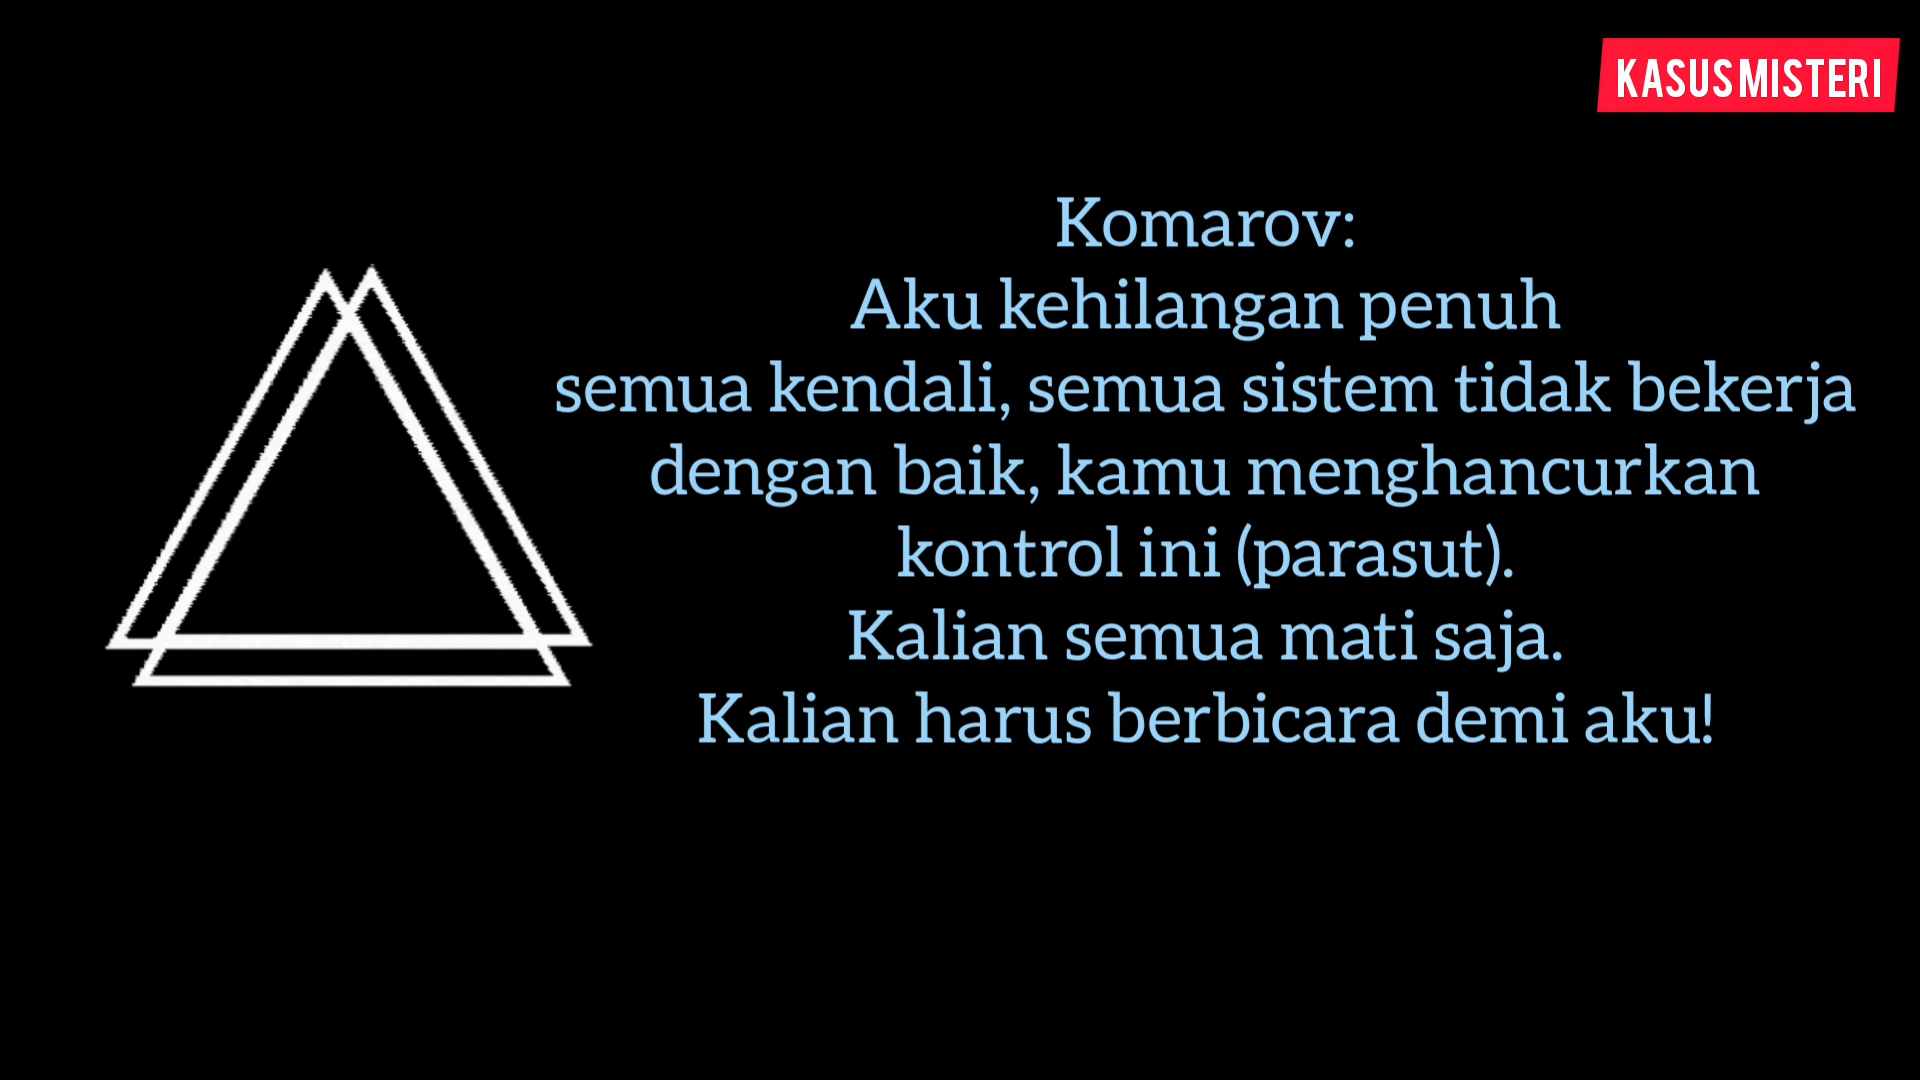 KASUS MISTERI
Komarov:
Aku kehilangan penuh
semua kendali, semua sistem tidak bekerja
dengan baik, kamu menghancurkan
kontrol ini (parasut).
Kalian semua mati saja.
Kalian harus berbicara demi aku!